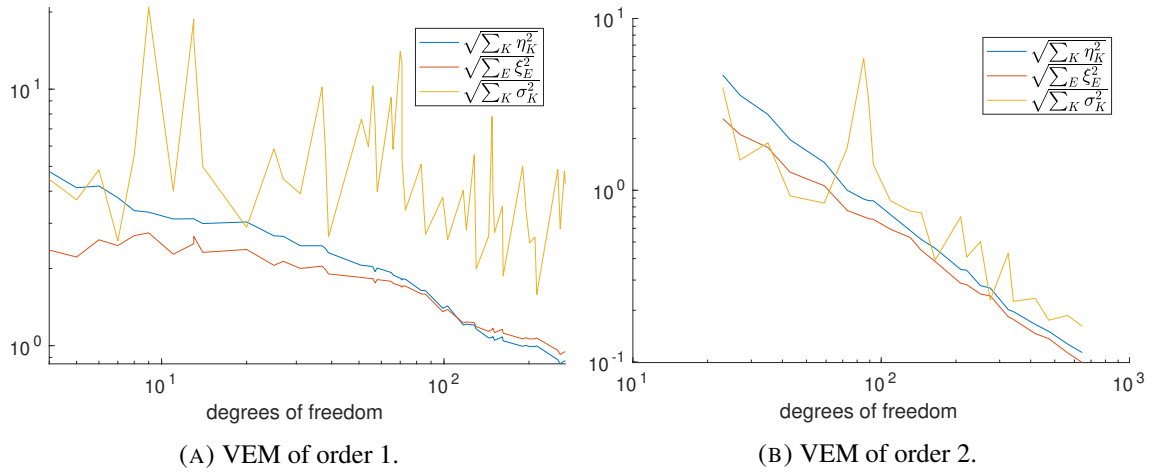 10^1
10^0
10^1
10^2
√∑_K η_K^2
√∑_E ξ_E^2
√∑_K σ_K^2
degrees of freedom
(A) VEM of order 1.
10^1
10^0
10^-1
10^1
10^2
10^3
√∑_K η_K^2
√∑_E ξ_E^2
√∑_K σ_K^2
degrees of freedom
(B) VEM of order 2.